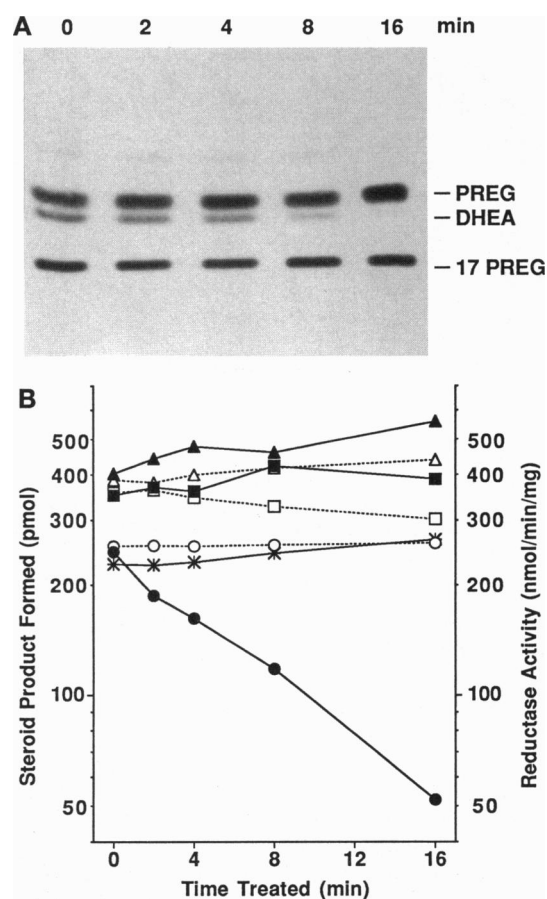 A 0 2 4 8 16 min
PREG
DHEA
17 PREG
B
500 500
400 400
300 300
200 200
100 100
50 50
Steroid Product Formed (pmol)
Reductase Activity (nmol/min/mg)
0 4 8 12 16
Time Treated (min)